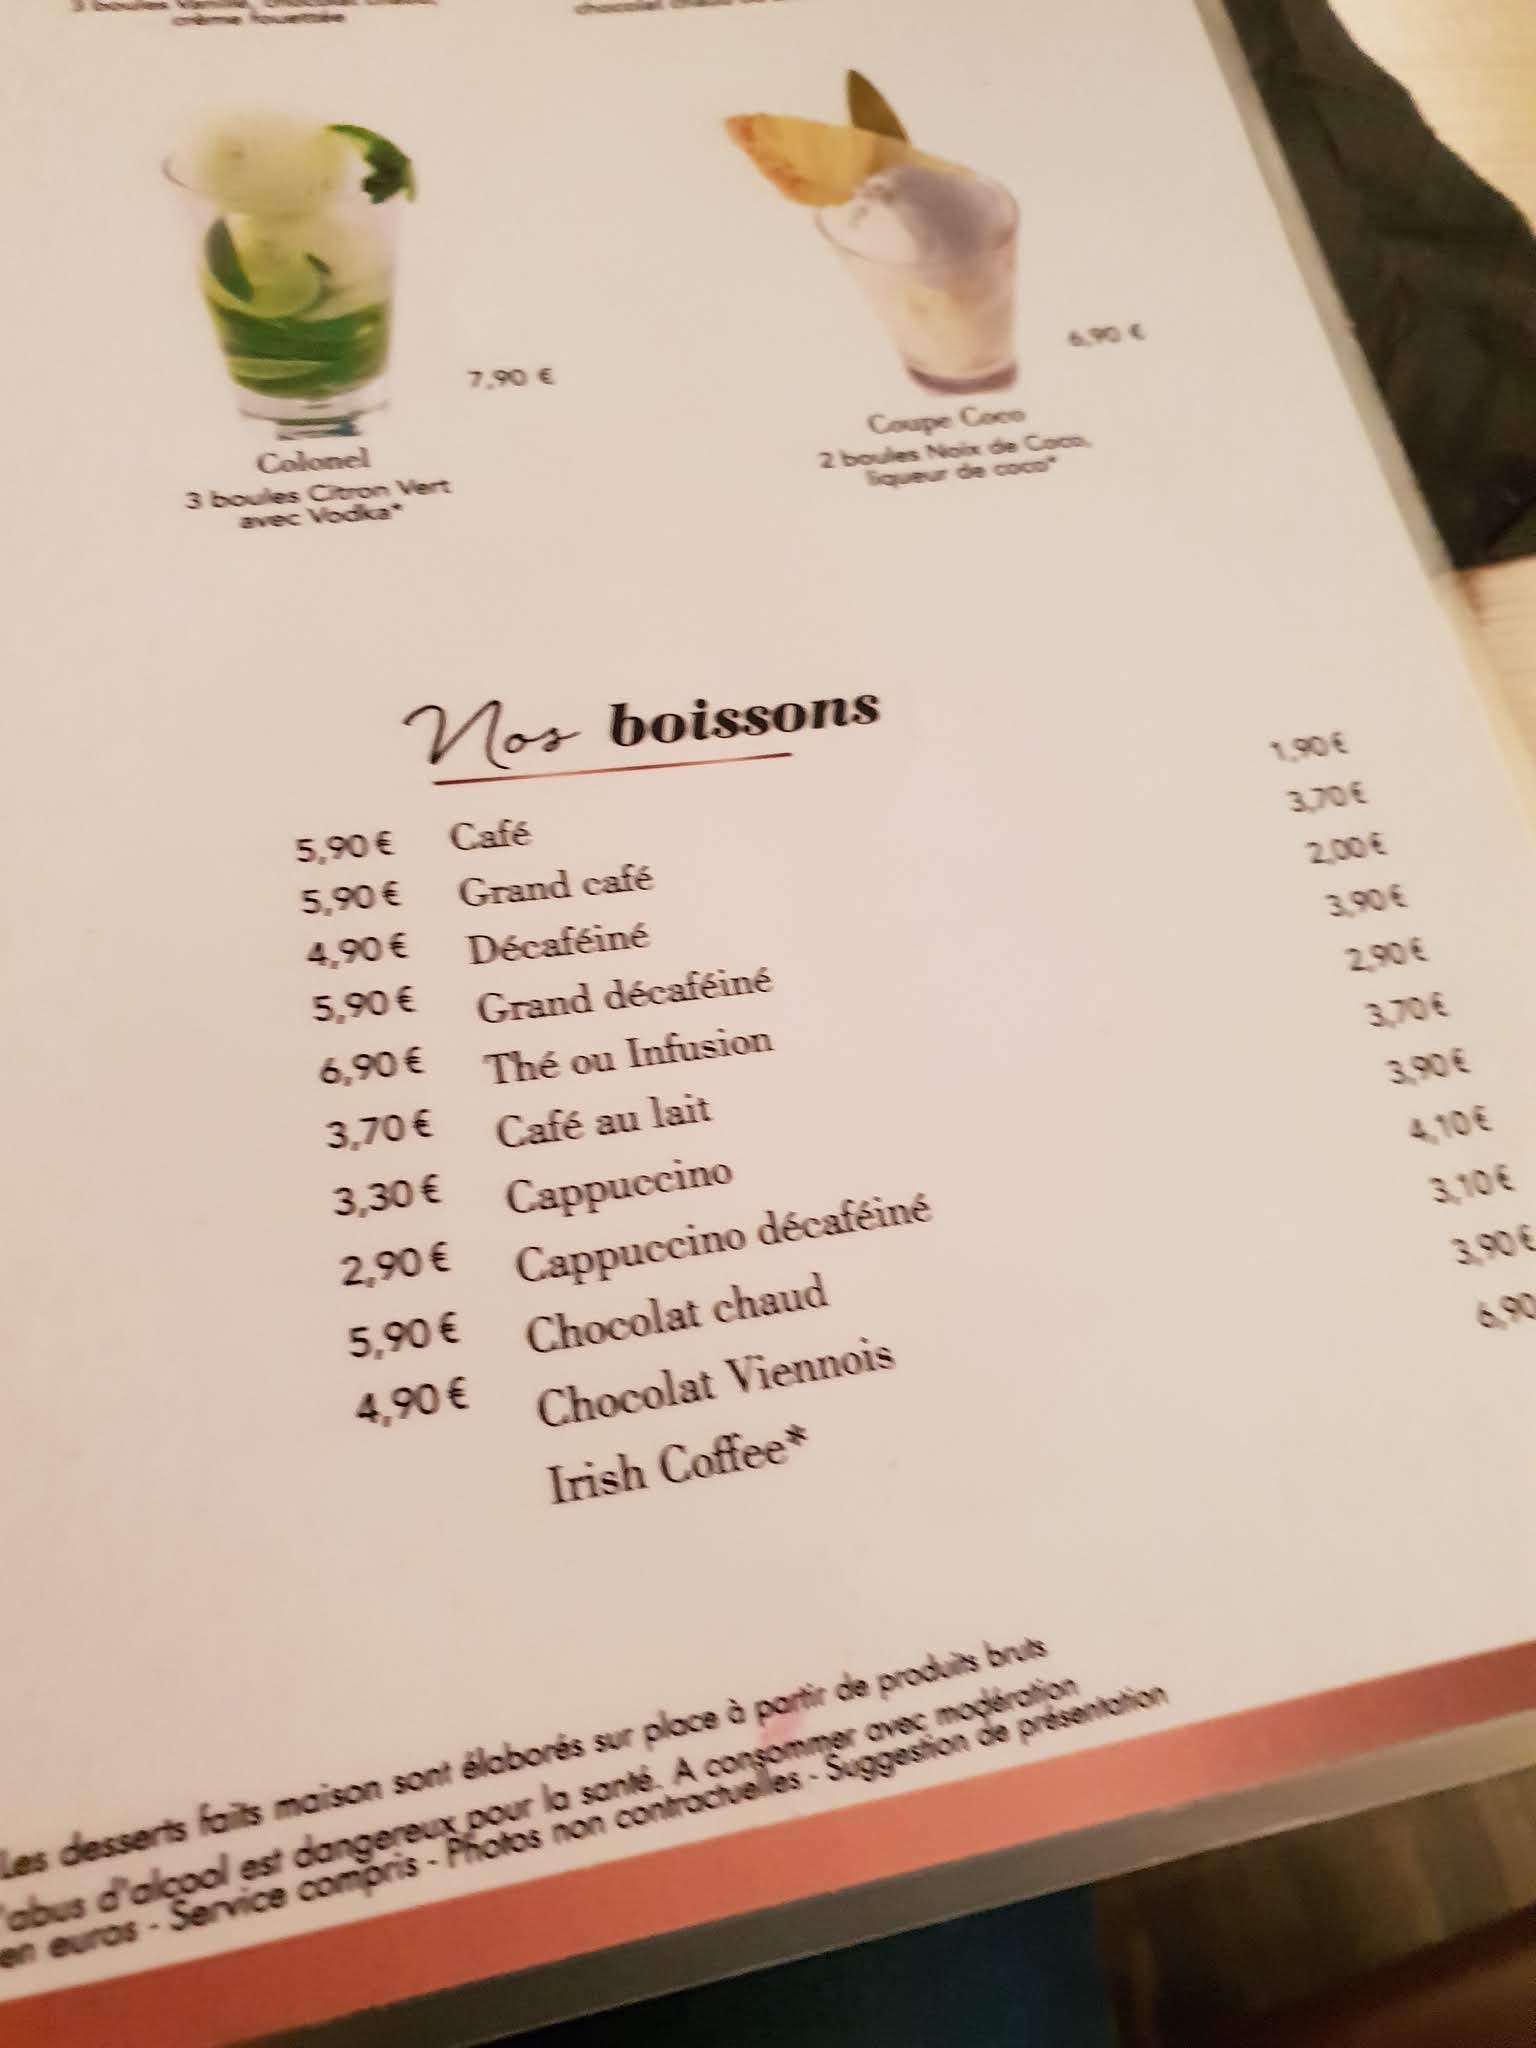 crème fouettée
7,90 €
6,90 €
Colonel
3 boules Citron Vert
avec Vodka*
Coupe Coco
2 boules Noix de Coco,
liqueur de coco*
Nos boissons
5,90 € Café 1,90 €
5,90 € Grand café 3,70 €
4,90 € Décaféiné 2,00 €
5,90 € Grand décaféiné 3,90 €
6,90 € Thé ou Infusion 2,90 €
3,70 € Café au lait 3,70 €
3,30 € Cappuccino 3,90 €
2,90 € Cappuccino décaféiné 4,10 €
5,90 € Chocolat chaud 3,10 €
4,90 € Chocolat Viennois 3,90 €
Irish Coffee* 6,90
Les desserts faits maison sont élaborés sur place à partir de produits bruts
'abus d'alcool est dangereux pour la santé. A consommer avec modération
en euros - Service compris - Photos non contractuelles - Suggestion de présentation